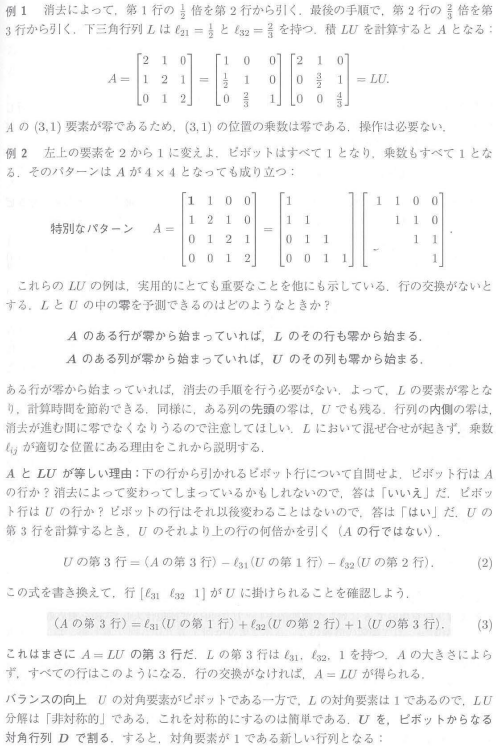 例 1　消去によって，第 1 行の 1/2 倍を第 2 行から引く．最後の手順で，第 2 行の 2/3 倍を第
3 行から引く．下三角行列 L は ℓ21 = 1/2 と ℓ32 = 2/3 を持つ．積 LU を計算すると A となる：
A = [2 1 0; 1 2 1; 0 1 2] = [1 0 0; 1/2 1 0; 0 2/3 1] [2 1 0; 0 3/2 1; 0 0 4/3] = LU.
A の (3,1) 要素が零であるため，(3,1) の位置の乗数は零である．操作は必要ない．
例 2　左上の要素を 2 から 1 に変えよ．ピボットはすべて 1 となり，乗数もすべて 1 とな
る．そのパターンは A が 4 × 4 となっても成り立つ：
特別なパターン　A = [1 1 0 0; 1 2 1 0; 0 1 2 1; 0 0 1 2] = [1; 1 1; 0 1 1; 0 0 1 1] [1 1 0 0; 1 1 0; 1 1; 1].
これらの LU の例は，実用的にとても重要なことを他にも示している．行の交換がないと
する．L と U の中の零を予測できるのはどのようなときか？
A のある行が零から始まっていれば，L のその行も零から始まる．
A のある列が零から始まっていれば，U のその列も零から始まる．
ある行が零から始まっていれば，消去の手順を行う必要がない．よって，L の要素が零とな
り，計算時間を節約できる．同様に，ある列の先頭の零は，U でも残る．行列の内側の零は，
消去が進む間に零でなくなりうるので注意してほしい．L において混ぜ合せが起きず，乗数
ℓij が適切な位置にある理由をこれから説明する．
A と LU が等しい理由：下の行から引かれるピボット行について自問せよ．ピボット行は A
の行か？消去によって変わってしまっているかもしれないので，答は「いいえ」だ．ピボッ
ト行は U の行か？ピボットの行はそれ以後変わることはないので，答は「はい」だ．U の
第 3 行を計算するとき，U のそれより上の行の何倍かを引く（A の行ではない）．
U の第 3 行 = (A の第 3 行) − ℓ31(U の第 1 行) − ℓ32(U の第 2 行).　(2)
この式を書き換えて，行 [ℓ31 ℓ32 1] が U に掛けられることを確認しよう．
(A の第 3 行) = ℓ31(U の第 1 行) + ℓ32(U の第 2 行) + 1 (U の第 3 行).　(3)
これはまさに A = LU の第 3 行だ．L の第 3 行は ℓ31，ℓ32，1 を持つ．A の大きさによら
ず，すべての行はこのようになる．行の交換がなければ，A = LU が得られる．
バランスの向上　U の対角要素がピボットである一方で，L の対角要素は 1 であるので，LU
分解は「非対称的」である．これを対称的にするのは簡単である．U を，ピボットからなる
対角行列 D で割る．すると，対角要素が 1 である新しい行列となる：